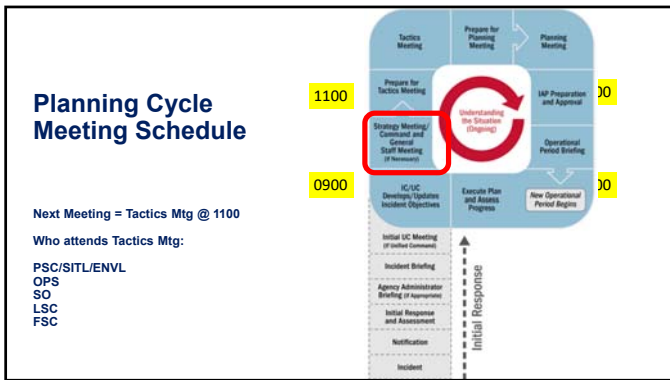 Planning Cycle
Meeting Schedule
Next Meeting = Tactics Mtg @ 1100
Who attends Tactics Mtg:
PSC/SITL/ENVL
OPS
SO
LSC
FSC
1100
0900
00
00
Tactics
Meeting
Prepare for
Planning
Meeting
Planning
Meeting
Prepare for
Tactics Meeting
IAP Preparation
and Approval
Understanding
the Situation
(Ongoing)
Strategy Meeting/
Command and
General
Staff Meeting
(If Necessary)
Operational
Period Briefing
IC/UC
Develops/Updates
Incident Objectives
Execute Plan
and Assess
Progress
New Operational
Period Begins
Initial UC Meeting
(If Unified Command)
Incident Briefing
Agency Administrator
Briefing (If Appropriate)
Initial Response
and Assessment
Notification
Incident
Initial Response